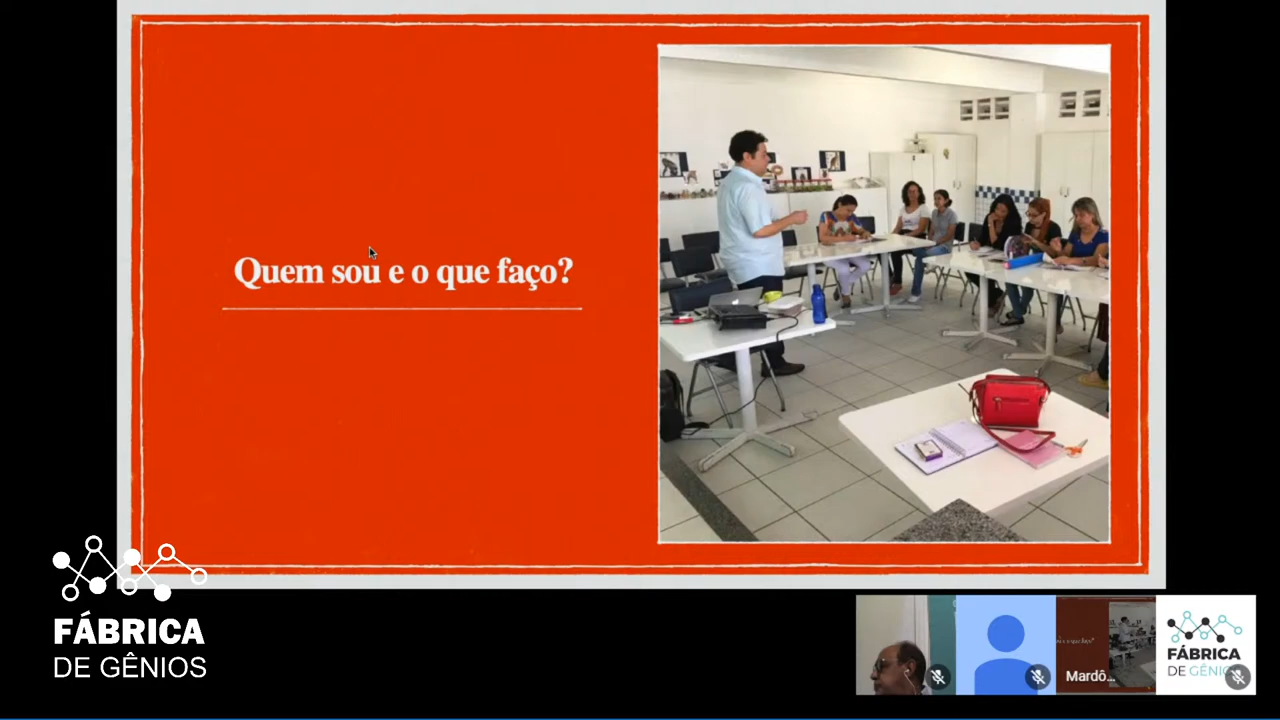 Quem sou e o que faço?
FÁBRICA
DE GÊNIOS
Mardô...
FÁBRICA
DE GÊNIOS